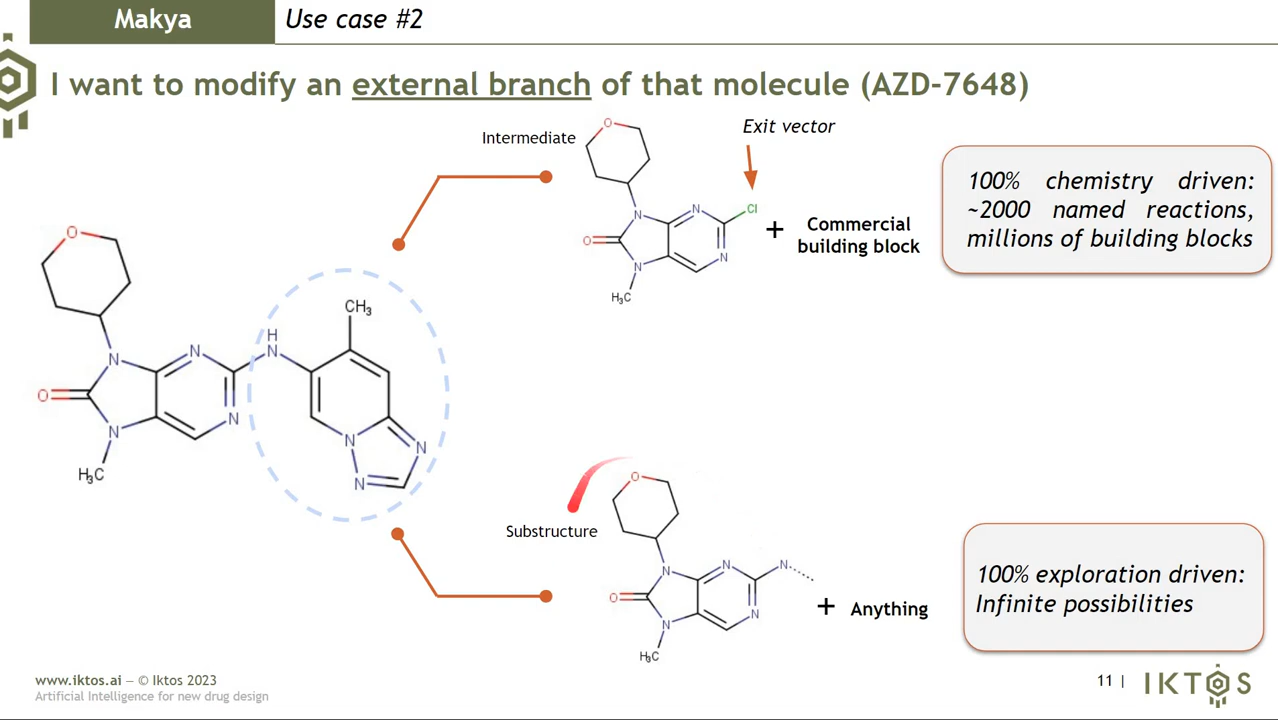 Makya
Use case #2
I want to modify an external branch of that molecule (AZD-7648)
Intermediate
Exit vector
O
N
N
Cl
O
N
N
H₃C
+
Commercial
building block
100% chemistry driven:
~2000 named reactions,
millions of building blocks
O
CH₃
H
N
N
N
O
N
N
H₃C
N
N
N
Substructure
O
N
N
N
O
N
N
H₃C
+
Anything
100% exploration driven:
Infinite possibilities
www.iktos.ai – © Iktos 2023
Artificial Intelligence for new drug design
11 |
IKTOS